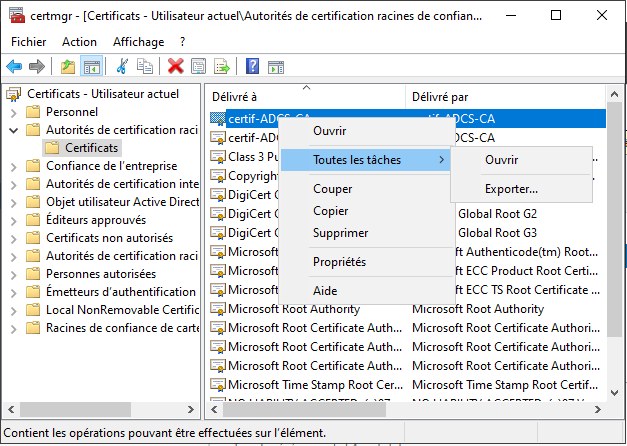 certmgr - [Certificats - Utilisateur actuel\Autorités de certification racines de confian...
Fichier Action Affichage ?
Certificats - Utilisateur actuel
Personnel
Autorités de certification raci
Certificats
Confiance de l'entreprise
Autorités de certification inte
Objet utilisateur Active Direct
Éditeurs approuvés
Certificats non autorisés
Autorités de certification raci
Personnes autorisées
Émetteurs d'authentification
Local NonRemovable Certific
Racines de confiance de carte
Délivré à Délivré par
certif-ADCS-CA certif-ADCS-CA
certif-AD CS-CA
Class 3 Pu
Copyright
DigiCert
DigiCert Global Root G2
DigiCert Global Root G3
Microsoft Microsoft Authenticode(tm) Root...
Microsoft Microsoft ECC Product Root Certi...
Microsoft Microsoft ECC TS Root Certificate ...
Microsoft Root Authority Microsoft Root Authority
Microsoft Root Certificate Auth... Microsoft Root Certificate Authori...
Microsoft Root Certificate Auth... Microsoft Root Certificate Authori...
Microsoft Root Certificate Auth... Microsoft Root Certificate Authori...
Microsoft Time Stamp Root Cer... Microsoft Time Stamp Root Certif...
Ouvrir
Toutes les tâches
Couper
Copier
Supprimer
Propriétés
Aide
Ouvrir
Exporter...
Contient les opérations pouvant être effectuées sur l'élément.